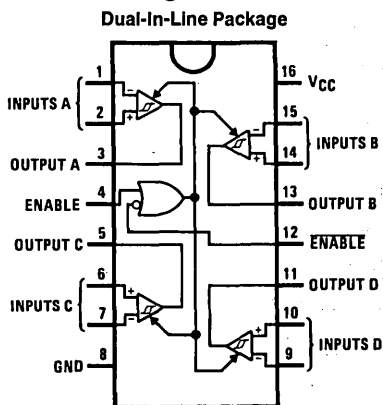 Dual-In-Line Package
1
16
VCC
INPUTS A
2
15
INPUTS B
3
14
OUTPUT A
ENABLE
4
13
OUTPUT B
OUTPUT C
5
12
ENABLE
6
11
OUTPUT D
INPUTS C
7
10
INPUTS D
GND
8
9